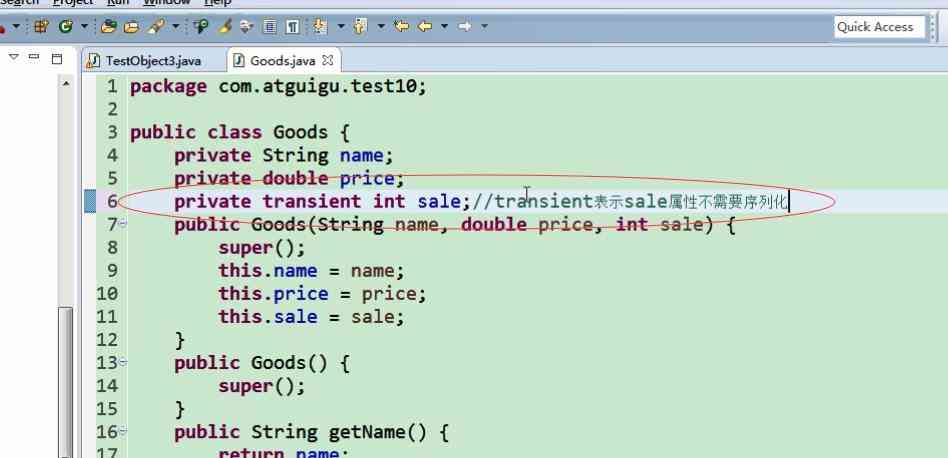 Search Project Run Window Help
Quick Access
TestObject3.java Goods.java
1 package com.atguigu.test10;
2
3 public class Goods {
4 private String name;
5 private double price;
6 private transient int sale;//transient表示sale属性不需要序列化
7 public Goods(String name, double price, int sale) {
8 super();
9 this.name = name;
10 this.price = price;
11 this.sale = sale;
12 }
13 public Goods() {
14 super();
15 }
16 public String getName() {
17 return name;